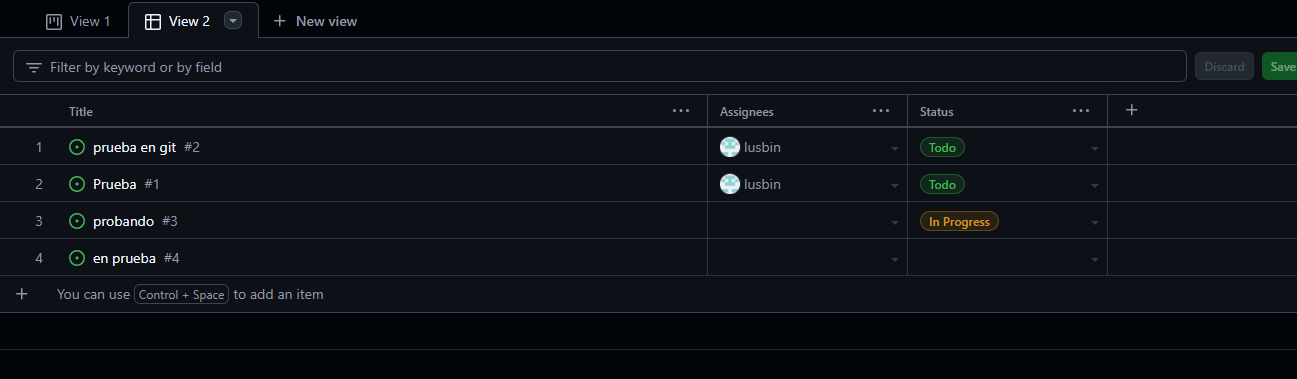 View 1 View 2 New view
Filter by keyword or by field Discard Save
Title Assignees Status
1 prueba en git #2 lusbin Todo
2 Prueba #1 lusbin Todo
3 probando #3 In Progress
4 en prueba #4
You can use Control + Space to add an item